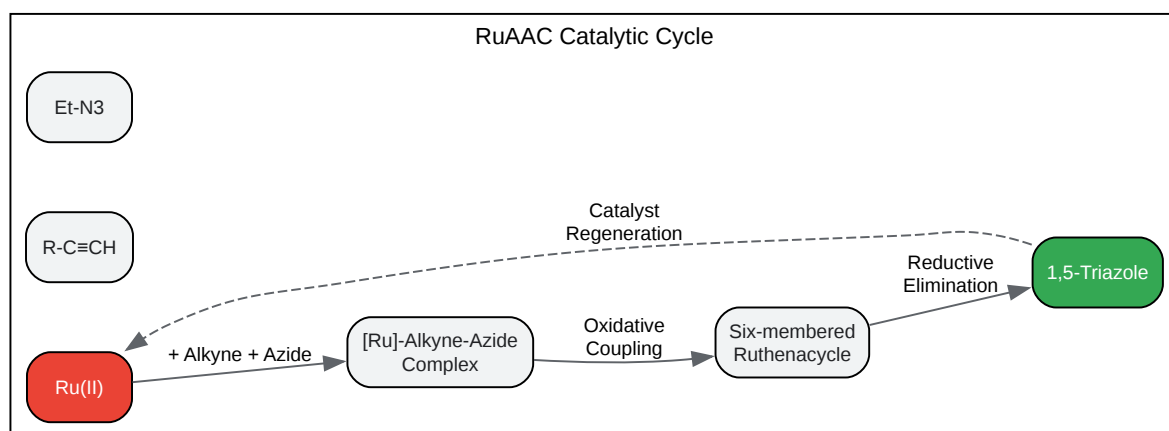 RuAAC Catalytic Cycle
Et-N3
R-C≡CH
Catalyst
Regeneration
Ru(II)
+ Alkyne + Azide
[Ru]-Alkyne-Azide
Complex
Oxidative
Coupling
Six-membered
Ruthenacycle
Reductive
Elimination
1,5-Triazole